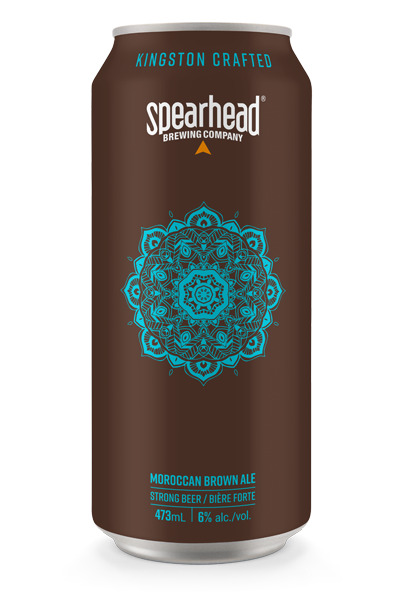 KINGSTON CRAFTED
spearhead®
BREWING COMPANY
MOROCCAN BROWN ALE
STRONG BEER / BIÈRE FORTE
473mL | 6% alc./vol.